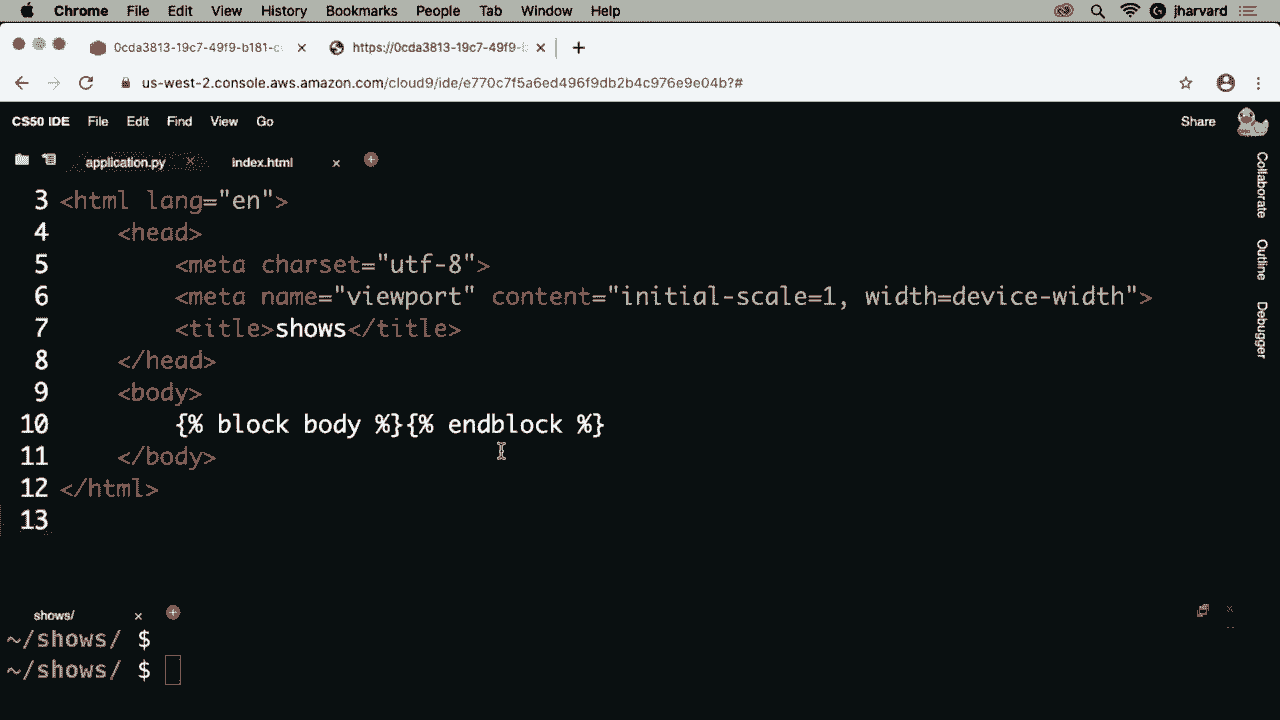 Chrome File Edit View History Bookmarks People Tab Window Help jharvard
0cda3813-19c7-49f9-b181-c https://0cda3813-19c7-49f9-
us-west-2.console.aws.amazon.com/cloud9/ide/e770c7f5a6ed496f9db2b4c976e9e04b?#
CS50 IDE File Edit Find View Go Share
application.py index.html
3 <html lang="en">
4 <head>
5 <meta charset="utf-8">
6 <meta name="viewport" content="initial-scale=1, width=device-width">
7 <title>shows</title>
8 </head>
9 <body>
10 {% block body %}{% endblock %}
11 </body>
12 </html>
13
Collaborate
Outline
Debugger
shows/
~/shows/ $
~/shows/ $